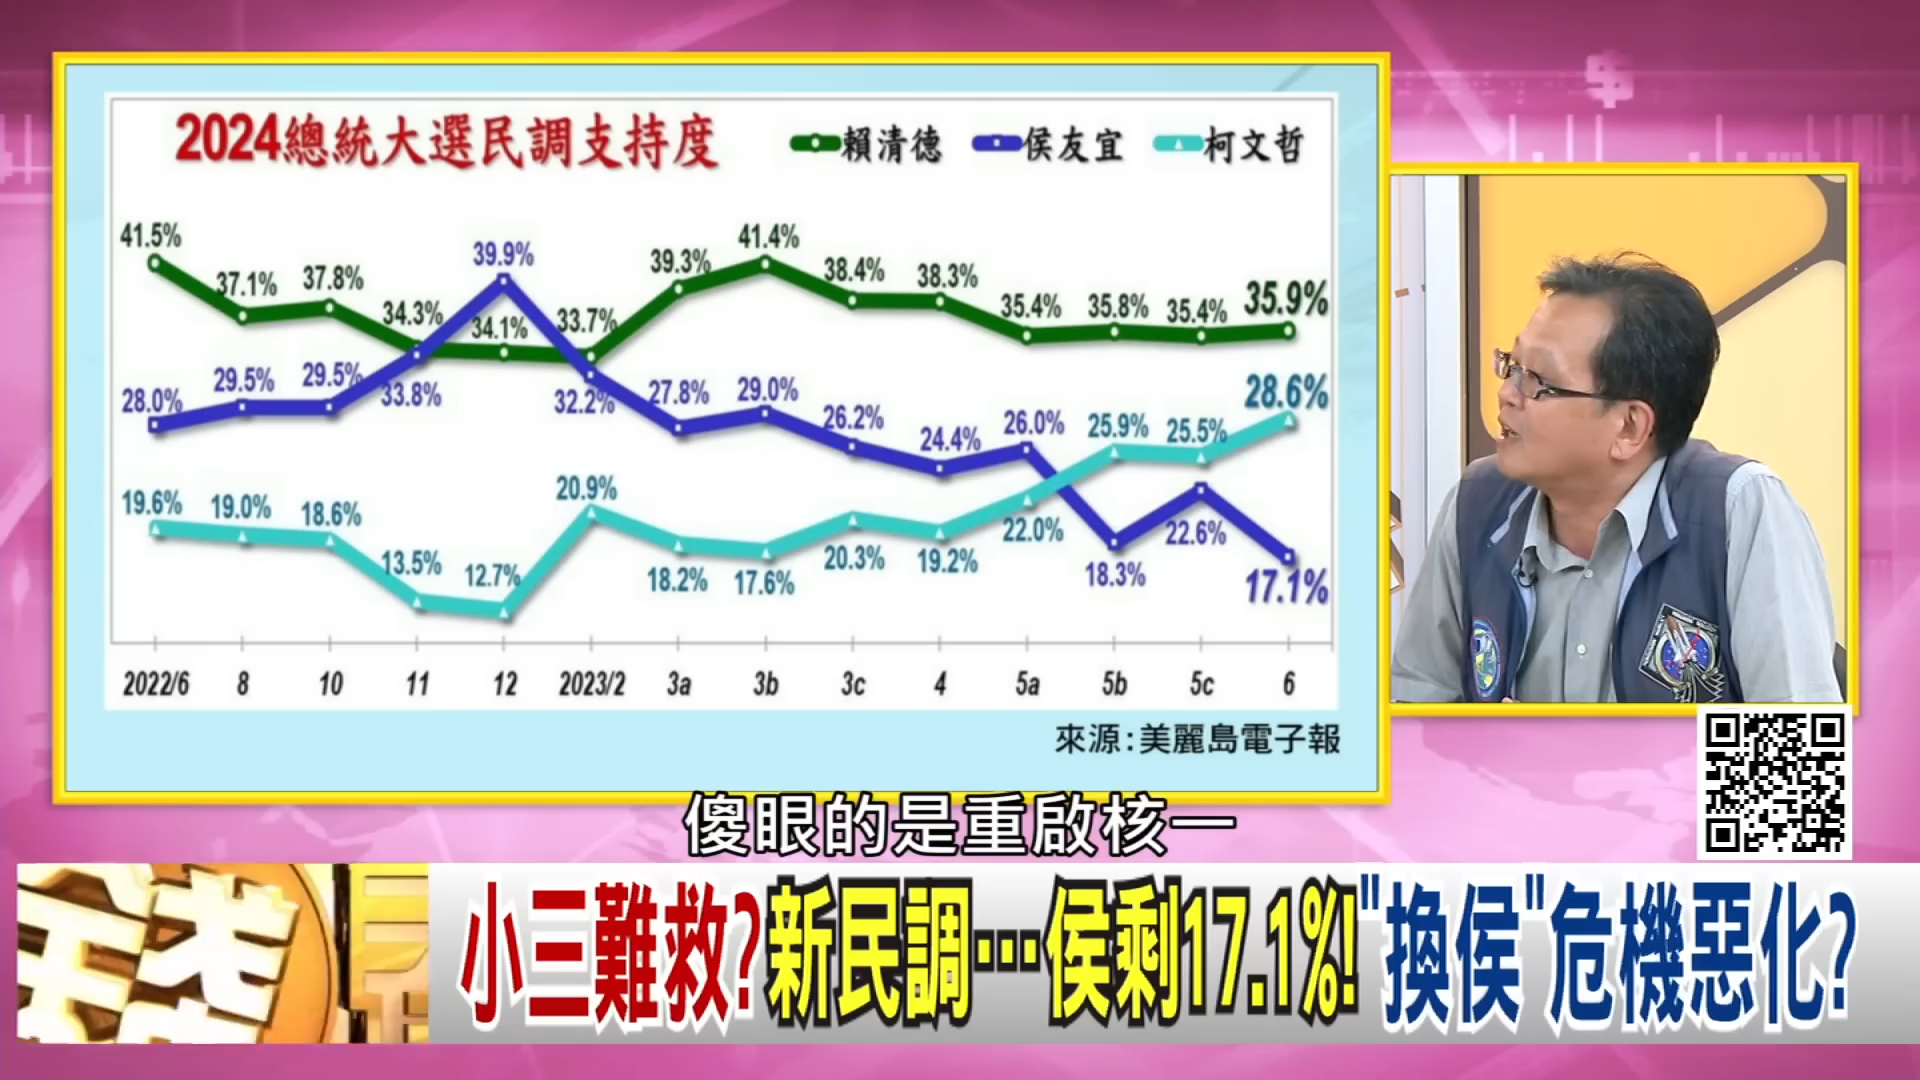 2024總統大選民調支持度
賴清德 侯友宜 柯文哲
41.5% 37.1% 37.8% 34.3% 34.1% 33.7% 39.3% 41.4% 38.4% 38.3% 35.4% 35.8% 35.4% 35.9%
28.0% 29.5% 29.5% 33.8% 39.9% 32.2% 27.8% 29.0% 26.2% 24.4% 26.0% 18.3% 22.6% 17.1%
19.6% 19.0% 18.6% 13.5% 12.7% 20.9% 18.2% 17.6% 20.3% 19.2% 22.0% 25.9% 25.5% 28.6%
2022/6 8 10 11 12 2023/2 3a 3b 3c 4 5a 5b 5c 6
來源:美麗島電子報
傻眼的是重啟核一
小三難救?新民調…侯剩17.1%!"換侯"危機惡化?